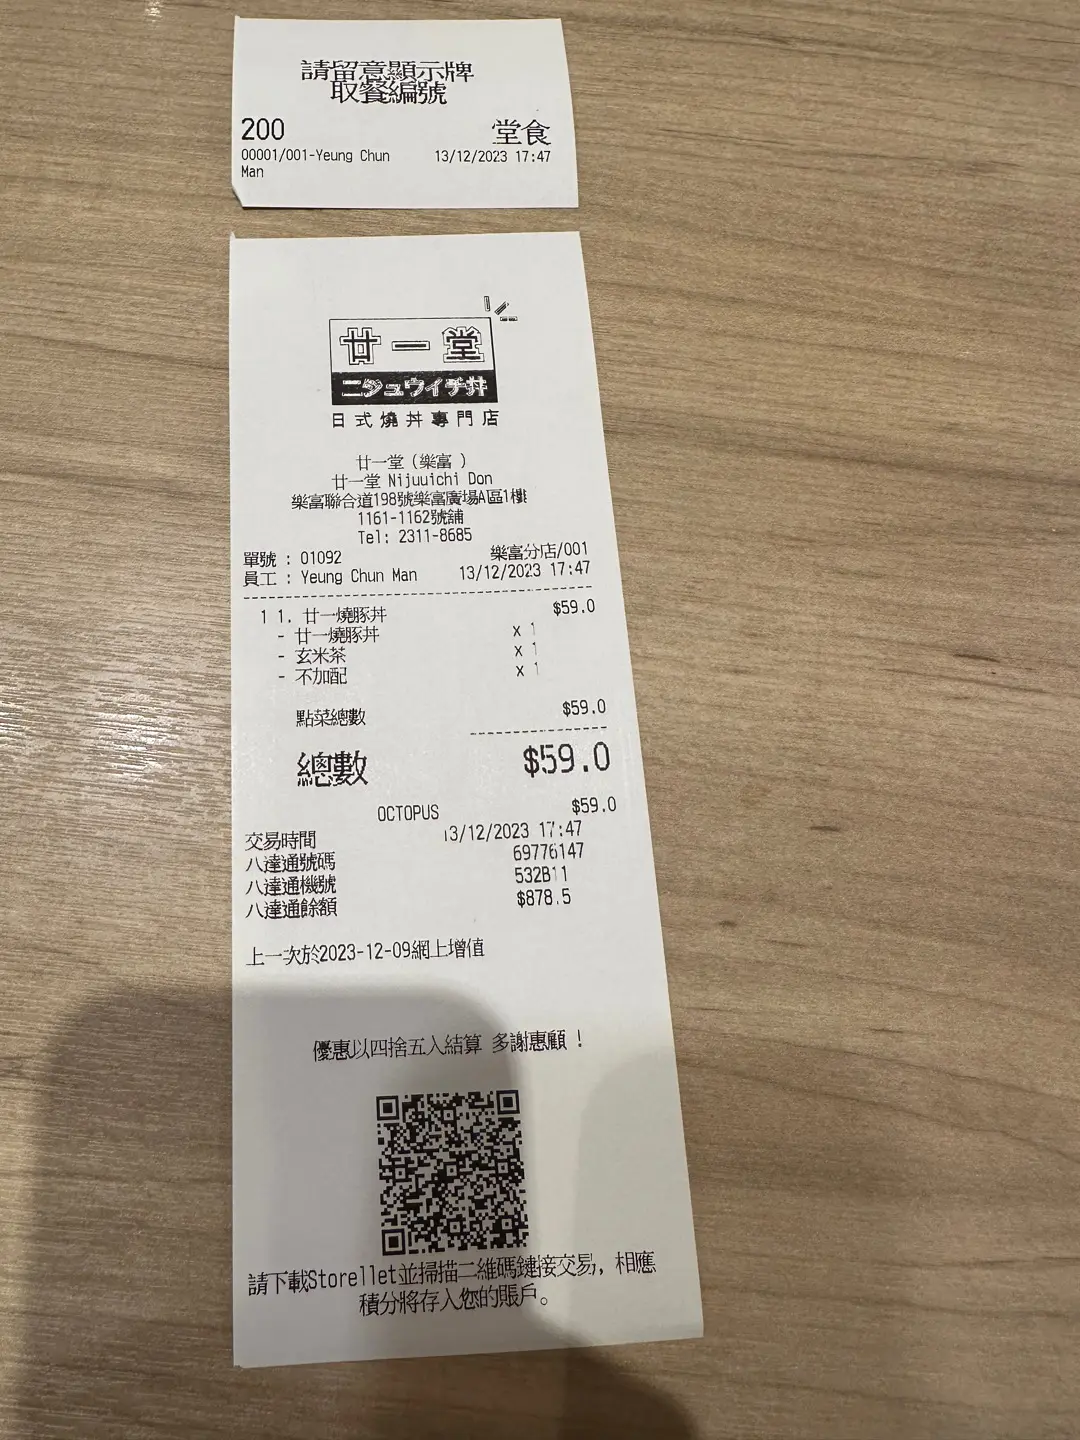 請留意顯示牌
取餐編號
200 堂食
00001/001-Yeung Chun Man 13/12/2023 17:47
廿一堂
ニジュウイチ丼
日式燒丼專門店
廿一堂（樂富 ）
廿一堂 Nijuuichi Don
樂富聯合道198號樂富廣場A區1樓
1161-1162號舖
Tel: 2311-8685
單號 : 01092 樂富分店/001
員工 : Yeung Chun Man 13/12/2023 17:47
1 1. 廿一燒豚丼 $59.0
- 廿一燒豚丼 x 1
- 玄米茶 x 1
- 不加配 x 1
點菜總數 $59.0
總數 $59.0
OCTOPUS $59.0
交易時間 13/12/2023 17:47
八達通號碼 69776147
八達通機號 532B11
八達通餘額 $878.5
上一次於2023-12-09網上增值
優惠以四捨五入結算 多謝惠顧 !
請下載Storellet並掃描二維碼鏈接交易, 相應
積分將存入您的賬戶。